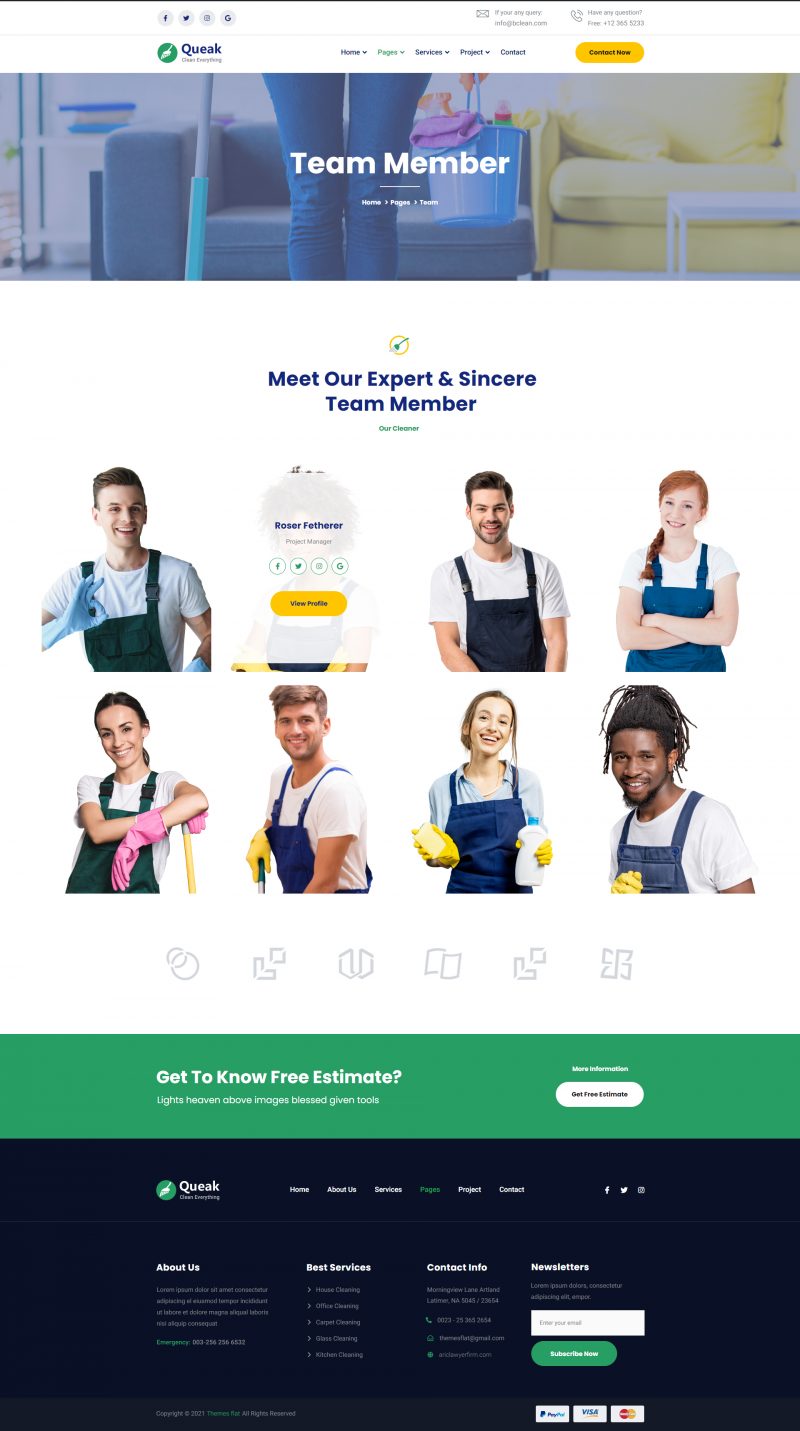 If your any query:
info@bclean.com
Have any question?
Free: +12 365 5233
Queak
Clean Everything
Home
Pages
Services
Project
Contact
Contact Now
Team Member
Home > Pages > Team
Meet Our Expert & Sincere
Team Member
Our Cleaner
Roser Fetherer
Project Manager
View Profile
Get To Know Free Estimate?
Lights heaven above images blessed given tools
More information
Get Free Estimate
Queak
Clean Everything
Home
About Us
Services
Pages
Project
Contact
About Us
Lorem ipsum dolor sit amet consectetur
adipiscing el eiusmod tempor incididunt
ut labore et dolore magna aliqual laboris
nisi aliquip consequat
Emergency: 003-256 256 6532
Best Services
House Cleaning
Office Cleaning
Carpet Cleaning
Glass Cleaning
Kitchen Cleaning
Contact Info
Morningview Lane Artland
Latimer, NA 5045 / 23654
0023 - 25 365 2654
themesflat@gmail.com
ariclawyerfirm.com
Newsletters
Lorem ipsum dolors, consectetur
adipiscing elit, empor.
Enter your email
Subscribe Now
Copyright © 2021 Themes flat All Rights Reserved
PayPal
VISA